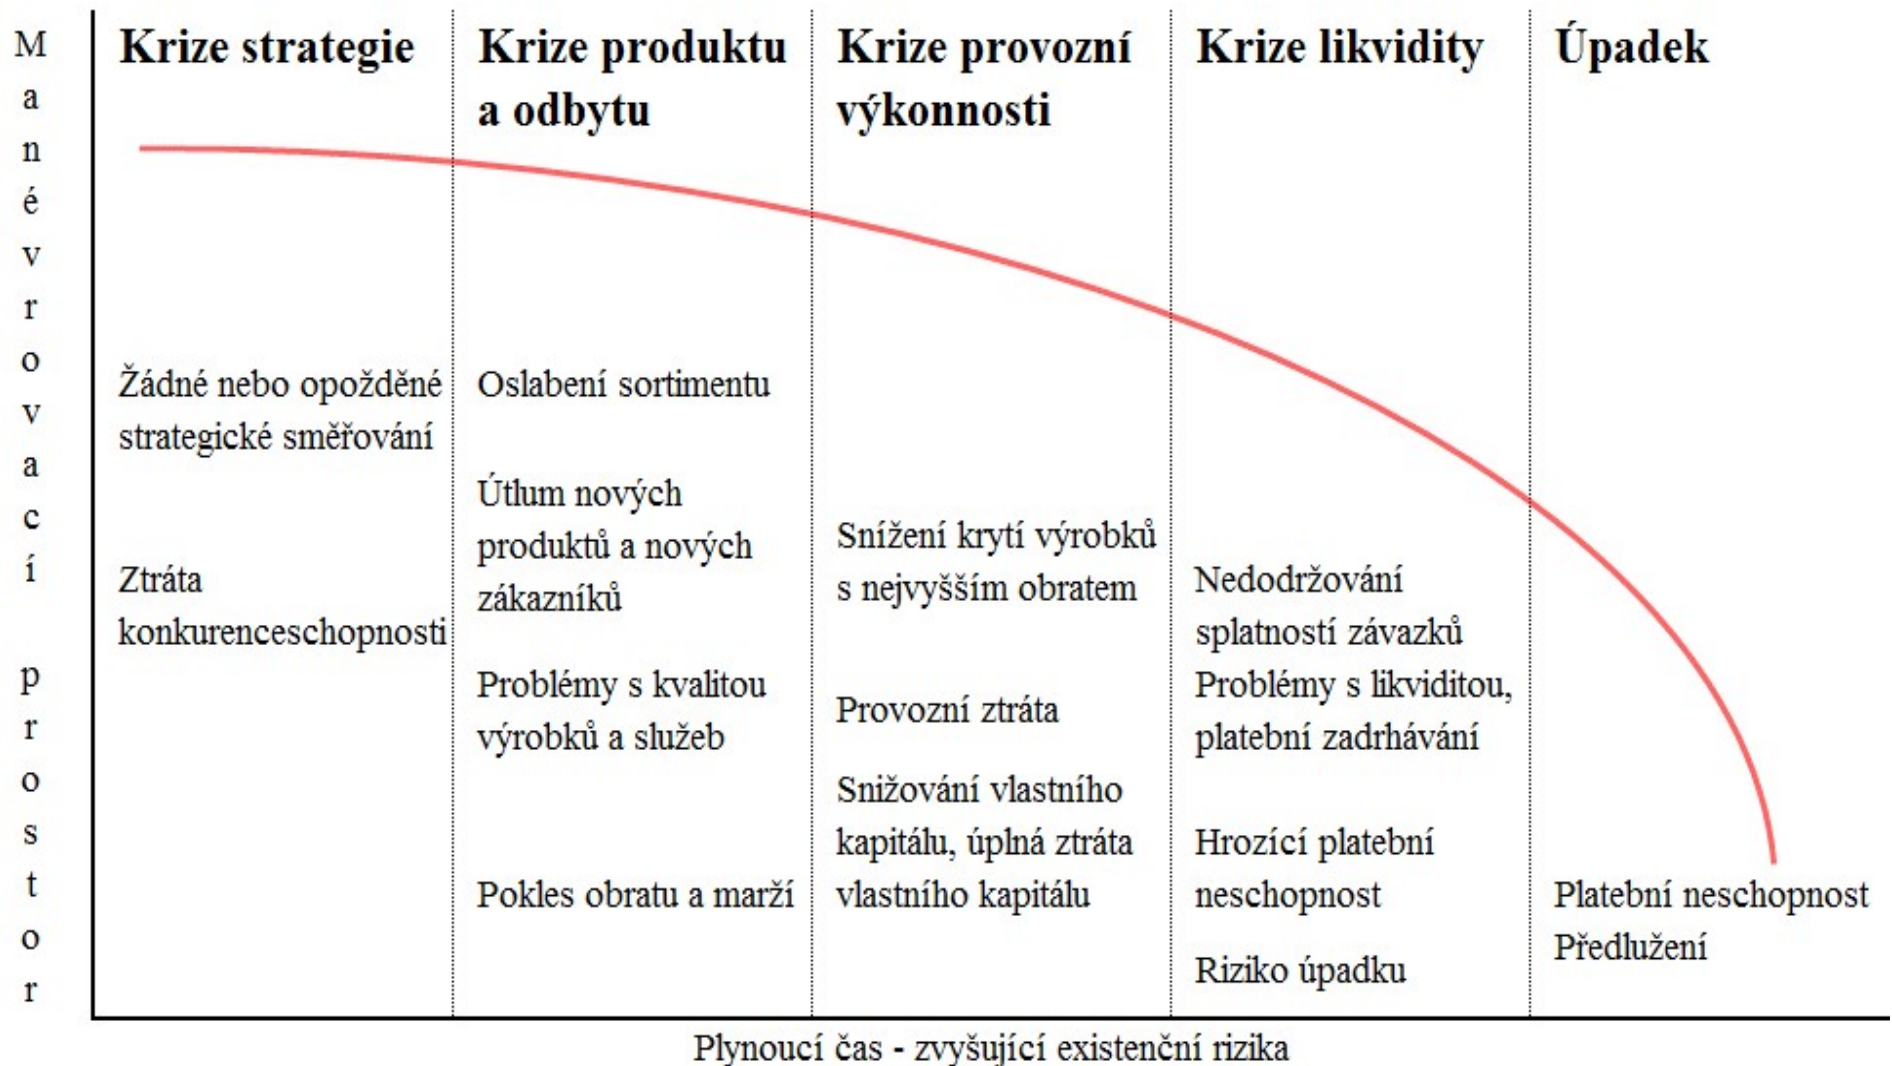 Manévrovací prostor
Krize strategie
Žádné nebo opožděné
strategické směřování
Ztráta
konkurenceschopnosti
Krize produktu
a odbytu
Oslabení sortimentu
Útlum nových
produktů a nových
zákazníků
Problémy s kvalitou
výrobků a služeb
Pokles obratu a marží
Krize provozní
výkonnosti
Snížení krytí výrobků
s nejvyšším obratem
Provozní ztráta
Snižování vlastního
kapitálu, úplná ztráta
vlastního kapitálu
Krize likvidity
Nedodržování
splatností závazků
Problémy s likviditou,
platební zadrhávání
Hrozící platební
neschopnost
Riziko úpadku
Úpadek
Platební neschopnost
Předlužení
Plynoucí čas - zvyšující existenční rizika